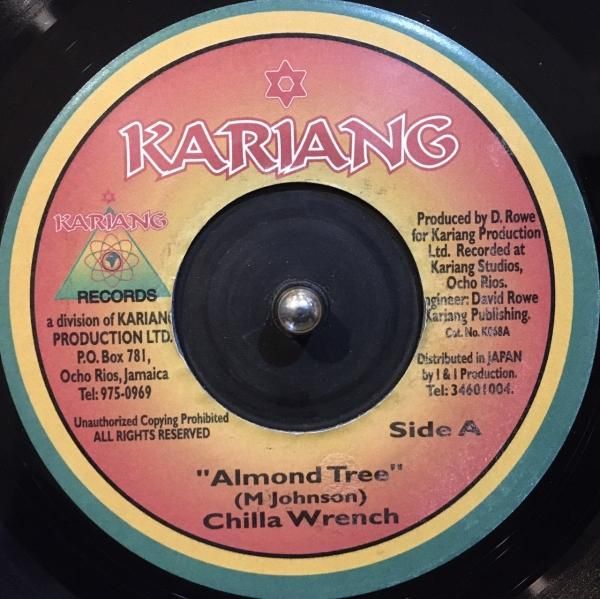 KARIANG
KARIANG
RECORDS
a division of KARIANG
PRODUCTION LTD.
P.O. Box 781,
Ocho Rios, Jamaica
Tel: 975-0969
Unauthorized Copying Prohibited
ALL RIGHTS RESERVED
Produced by D. Rowe
for Kariang Production
Ltd. Recorded at
Kariang Studios,
Ocho Rios.
Engineer: David Rowe
Kariang Publishing.
Cat. No. K068A
Distributed in JAPAN
by I & I Production.
Tel: 34601004.
Side A
"Almond Tree"
(M Johnson)
Chilla Wrench